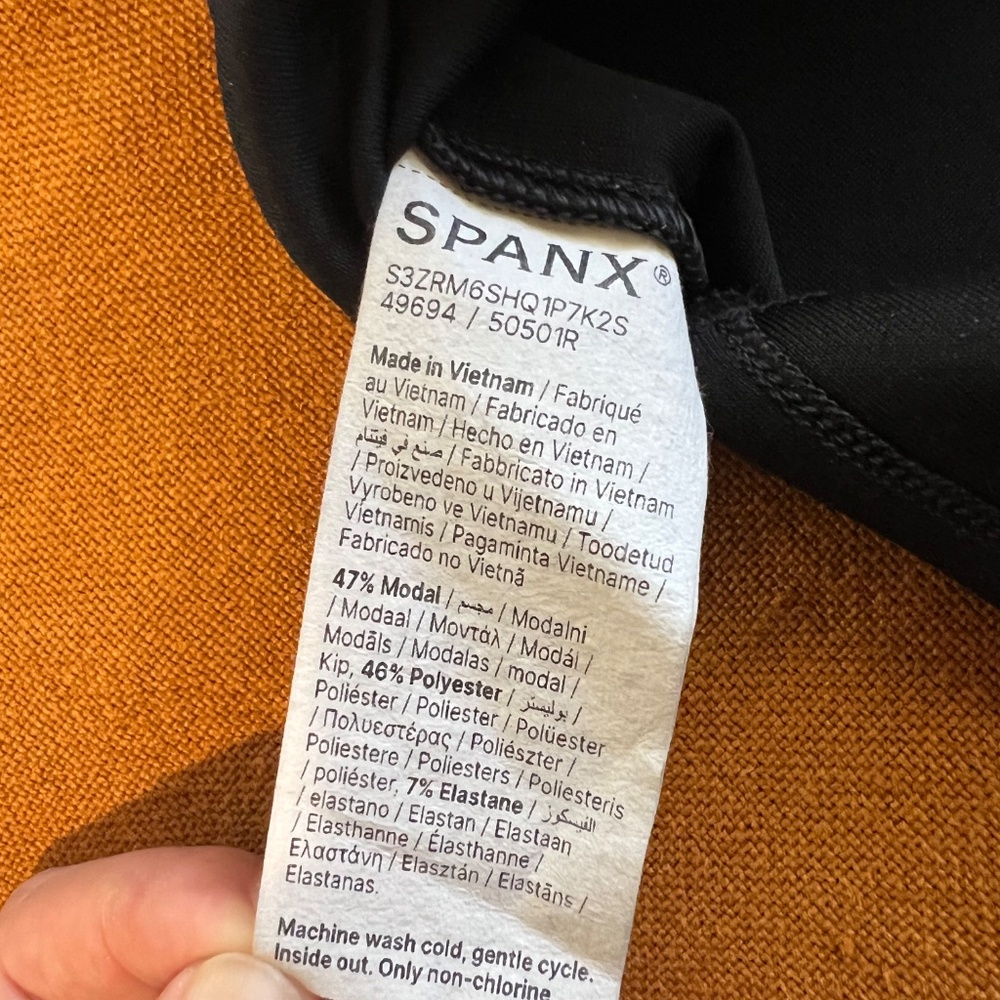 SPANX®
S3ZRM6SHQ1P7K2S
49694 / 50501R
Made in Vietnam / Fabriqué
au Vietnam / Fabricado en
Vietnam / Hecho en Vietnam /
صنع في فيتنام / Fabbricato in Vietnam
/ Proizvedeno u Vijetnamu /
Vyrobeno ve Vietnamu / Toodetud
Vietnamis / Pagaminta Vietname /
Fabricado no Vietnã
47% Modal / مجسم / Modalni
/ Modaal / Μοντάλ / Modál /
Modāls / Modalas / modal /
Kip, 46% Polyester / بوليستر /
Poliéster / Poliester / Polüester
/ Πολυεστέρας / Poliészter /
Poliestere / Poliesters / Poliesteris
/ poliéster, 7% Elastane / الفيسكوز
/ elastano / Elastan / Elastaan
/ Elasthanne / Élasthanne /
Ελαστάνη / Elasztán / Elastāns /
Elastanas.
Machine wash cold, gentle cycle.
Inside out. Only non-chlorine